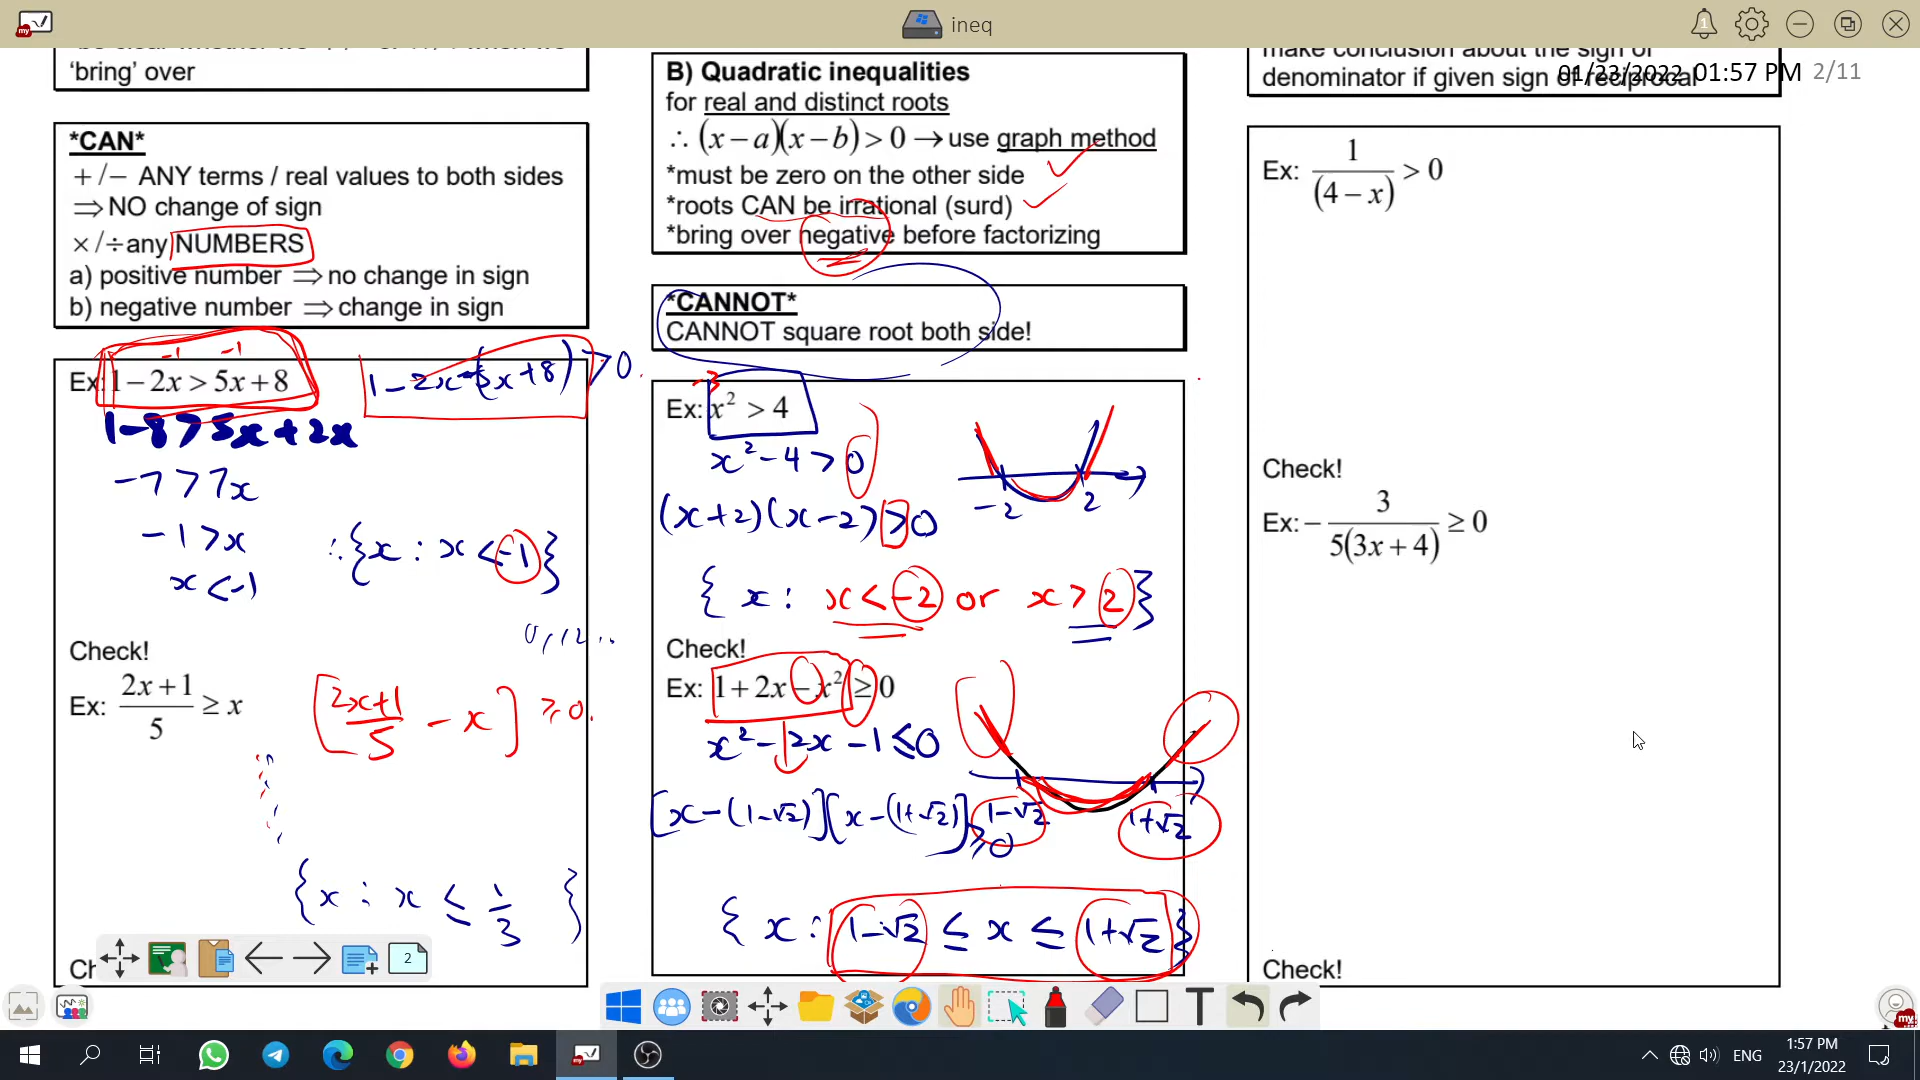 ineq
01/23/2022 01:57 PM 2/11
'bring' over
*CAN*
+/− ANY terms / real values to both sides
⇒ NO change of sign
×/÷ any NUMBERS
a) positive number ⇒ no change in sign
b) negative number ⇒ change in sign
Ex: 1 − 2x > 5x + 8
1 − 2x − (5x + 8) > 0
1 − 8 > 5x + 2x
−7 > 7x
−1 > x
x < −1
∴ {x : x < −1}
Check!
Ex: (2x + 1)/5 ≥ x
[(2x+1)/5 − x] ≥ 0.
{x : x ≤ 1/3}
B) Quadratic inequalities
for real and distinct roots
∴ (x − a)(x − b) > 0 → use graph method
*must be zero on the other side
*roots CAN be irrational (surd)
*bring over negative before factorizing
*CANNOT*
CANNOT square root both side!
−3
Ex: x² > 4
x² − 4 > 0
(x+2)(x−2) > 0
−2 2
{x : x < −2 or x > 2}
Check!
Ex: 1 + 2x − x² ≥ 0
x² − 2x − 1 ≤ 0
[x − (1−√2)][x − (1+√2)] ≥ 0
1−√2 1+√2
{x : 1−√2 ≤ x ≤ 1+√2}
make conclusion about the sign of
denominator if given sign of reciprocal
Ex: 1/(4 − x) > 0
Check!
Ex: − 3/(5(3x + 4)) ≥ 0
Check!
2
ENG
1:57 PM
23/1/2022